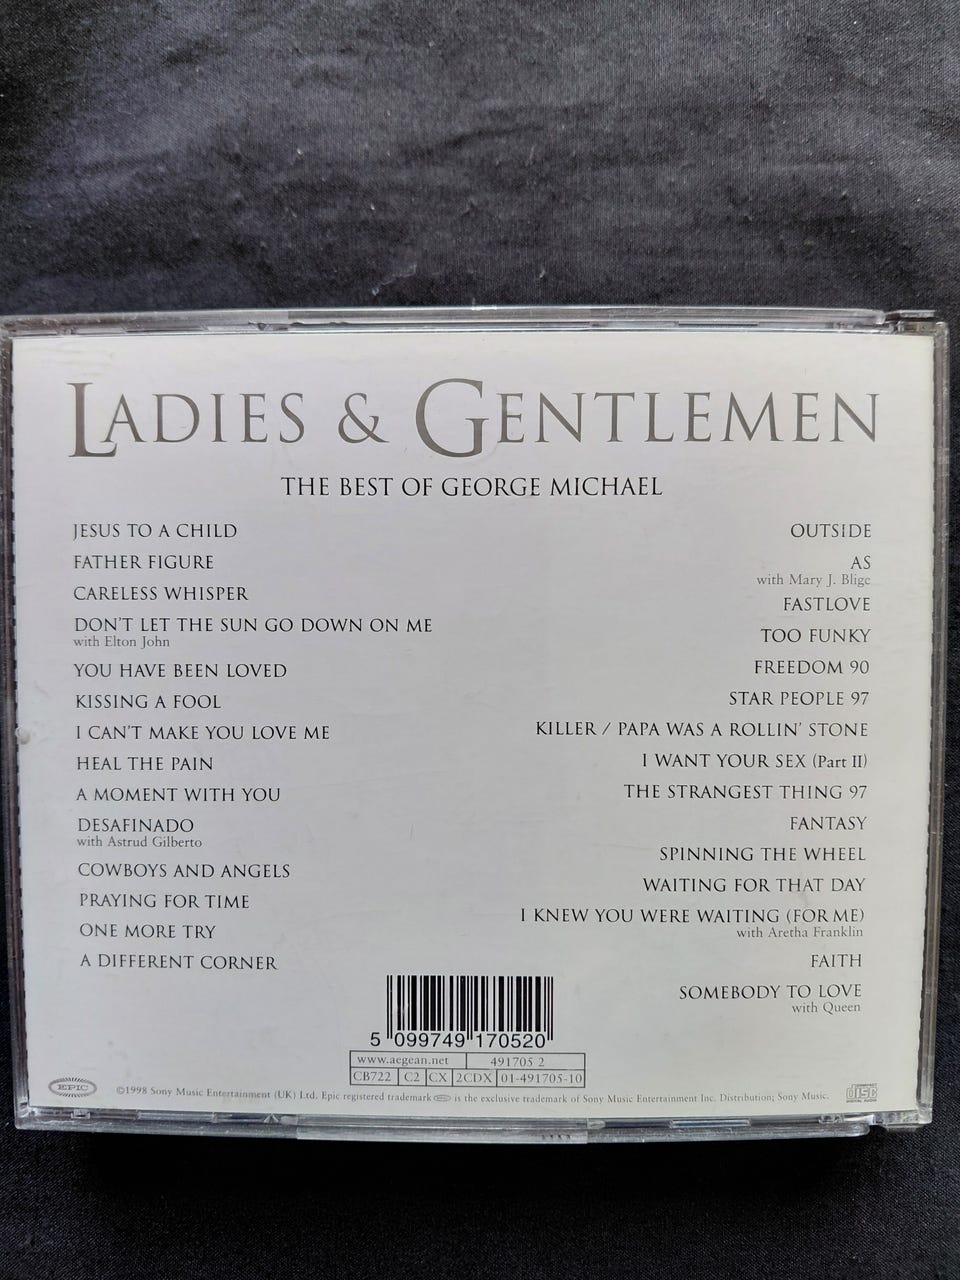 LADIES & GENTLEMEN
THE BEST OF GEORGE MICHAEL
JESUS TO A CHILD
FATHER FIGURE
CARELESS WHISPER
DON'T LET THE SUN GO DOWN ON ME
with Elton John
YOU HAVE BEEN LOVED
KISSING A FOOL
I CAN'T MAKE YOU LOVE ME
HEAL THE PAIN
A MOMENT WITH YOU
DESAFINADO
with Astrud Gilberto
COWBOYS AND ANGELS
PRAYING FOR TIME
ONE MORE TRY
A DIFFERENT CORNER
OUTSIDE
AS
with Mary J. Blige
FASTLOVE
TOO FUNKY
FREEDOM 90
STAR PEOPLE 97
KILLER / PAPA WAS A ROLLIN' STONE
I WANT YOUR SEX (Part II)
THE STRANGEST THING 97
FANTASY
SPINNING THE WHEEL
WAITING FOR THAT DAY
I KNEW YOU WERE WAITING (FOR ME)
with Aretha Franklin
FAITH
SOMEBODY TO LOVE
with Queen
5 099749 170520
www.aegean.net 491705 2
CB722 C2 CX 2CDX 01-491705-10
EPIC
©1998 Sony Music Entertainment (UK) Ltd. Epic registered trademark EPIC is the exclusive trademark of Sony Music Entertainment Inc. Distribution; Sony Music.
COMPACT
disc
DIGITAL AUDIO